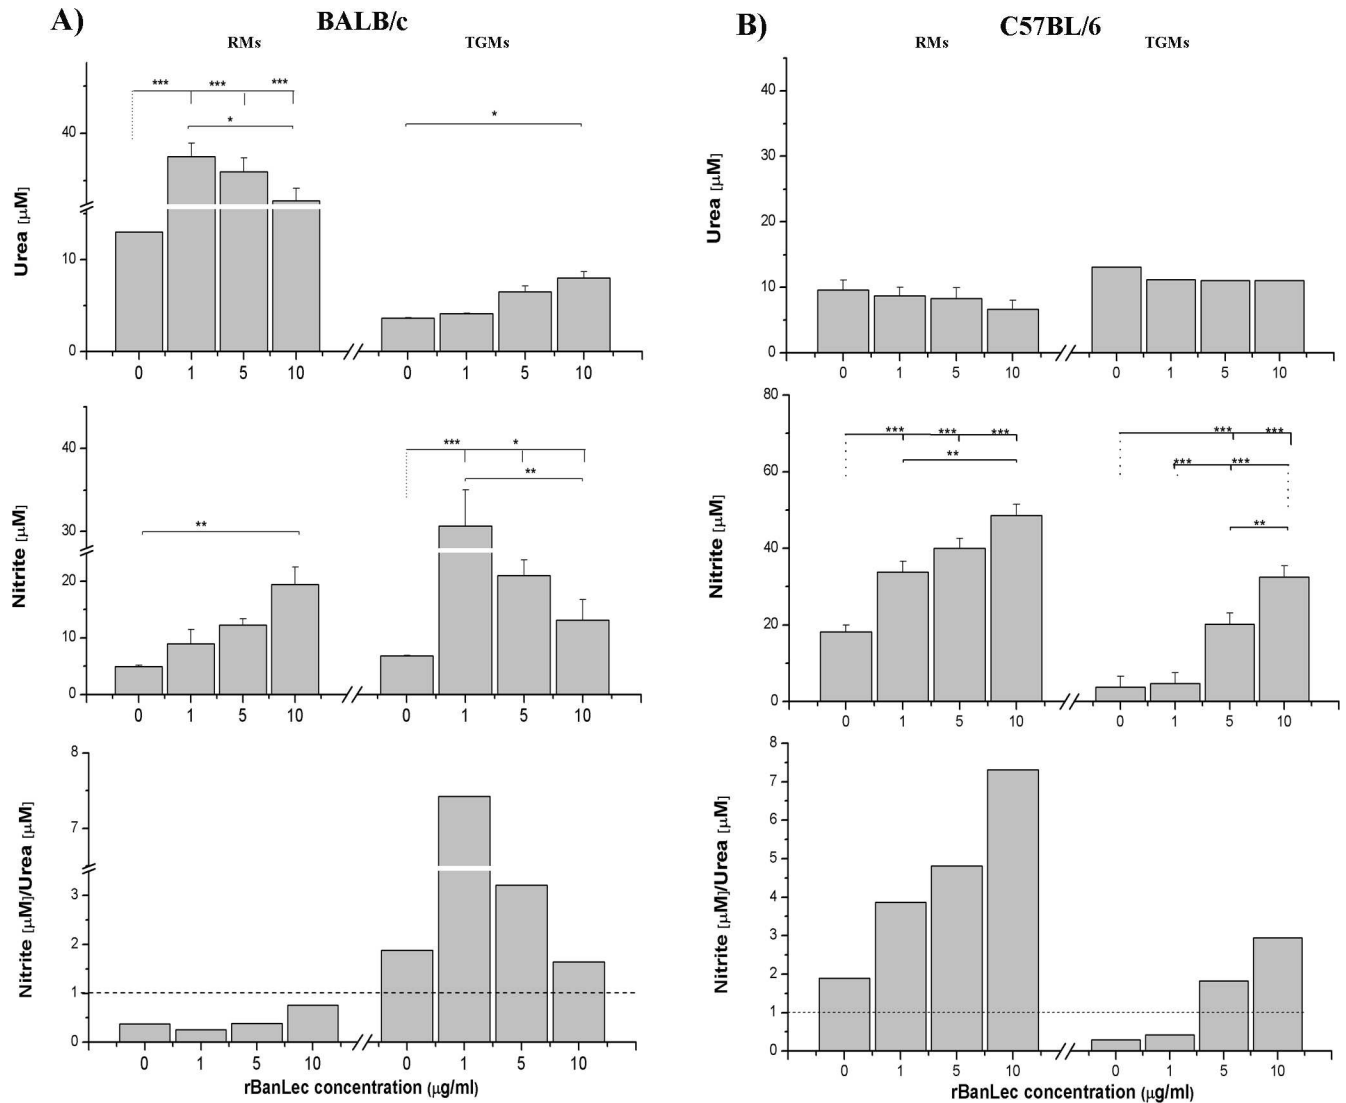 A) BALB/c
RMs TGMs
Urea [μM]
40
10
0
*** *** ***
*
*
0 1 5 10 0 1 5 10
Nitrite [μM]
40
30
20
10
0
**
*** *
**
0 1 5 10 0 1 5 10
Nitrite [μM]/Urea [μM]
8
7
3
2
1
0
0 1 5 10 0 1 5 10
rBanLec concentration (μg/ml)
B) C57BL/6
RMs TGMs
Urea [μM]
40
30
20
10
0
0 1 5 10 0 1 5 10
Nitrite [μM]
80
60
40
20
0
*** *** ***
**
*** ***
*** ***
**
0 1 5 10 0 1 5 10
Nitrite [μM]/Urea [μM]
8
7
6
5
4
3
2
1
0
0 1 5 10 0 1 5 10
rBanLec concentration (μg/ml)